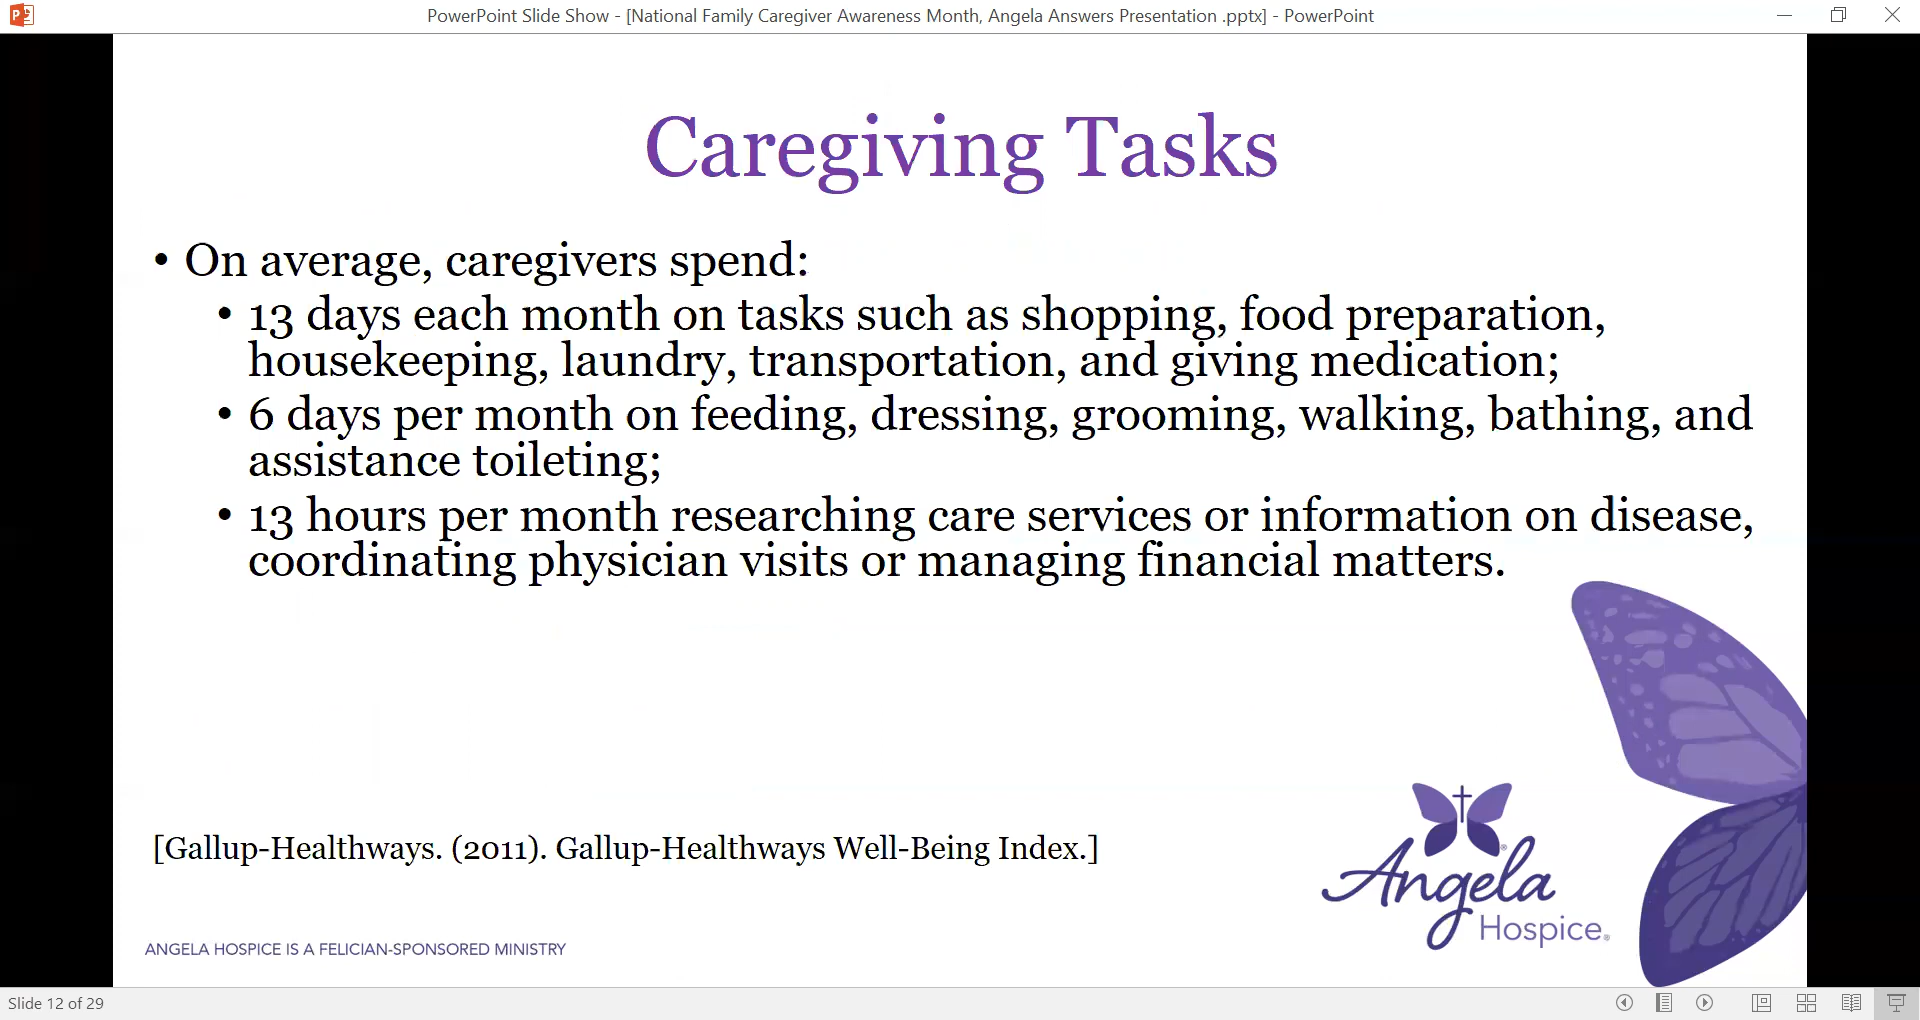 PowerPoint Slide Show - [National Family Caregiver Awareness Month, Angela Answers Presentation .pptx] - PowerPoint
Caregiving Tasks
• On average, caregivers spend:
• 13 days each month on tasks such as shopping, food preparation,
housekeeping, laundry, transportation, and giving medication;
• 6 days per month on feeding, dressing, grooming, walking, bathing, and
assistance toileting;
• 13 hours per month researching care services or information on disease,
coordinating physician visits or managing financial matters.
[Gallup-Healthways. (2011). Gallup-Healthways Well-Being Index.]
Angela
Hospice®
ANGELA HOSPICE IS A FELICIAN-SPONSORED MINISTRY
Slide 12 of 29